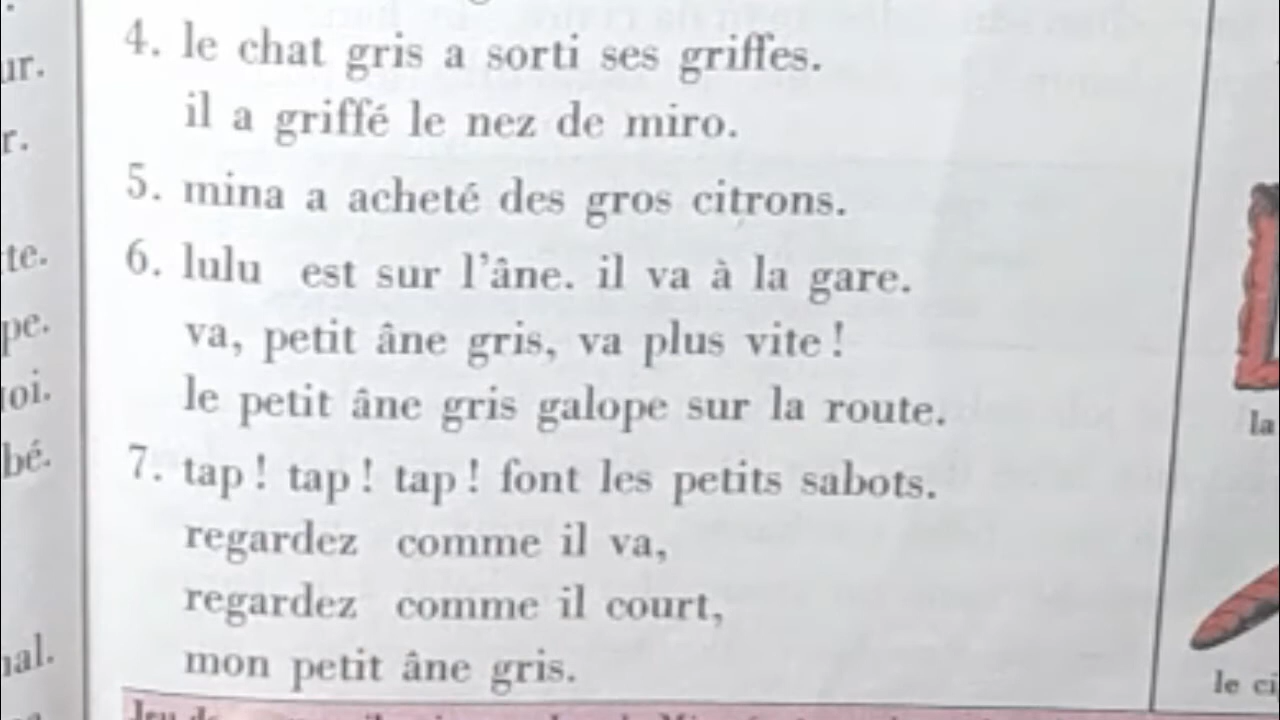 4. le chat gris a sorti ses griffes.
il a griffé le nez de miro.
5. mina a acheté des gros citrons.
6. lulu est sur l'âne. il va à la gare.
va, petit âne gris, va plus vite !
le petit âne gris galope sur la route.
7. tap ! tap ! tap ! font les petits sabots.
regardez comme il va,
regardez comme il court,
mon petit âne gris.
la
le